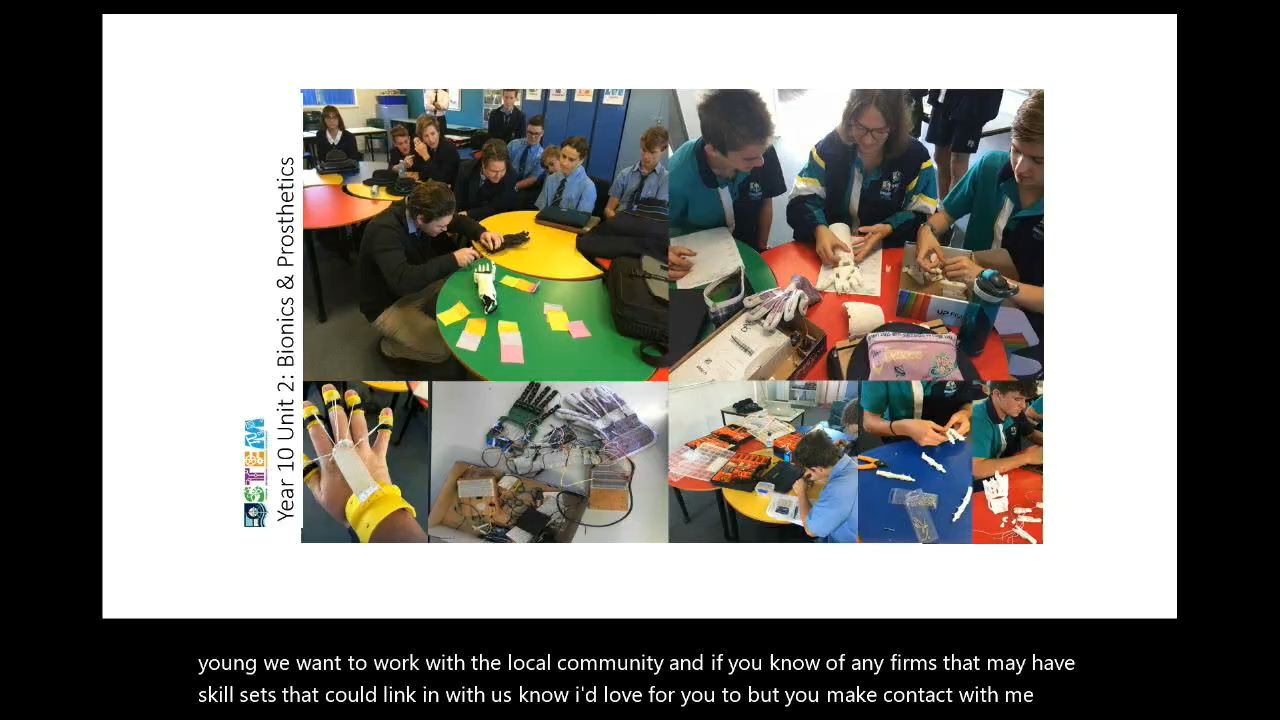 Year 10 Unit 2: Bionics & Prosthetics
STEM
young we want to work with the local community and if you know of any firms that may have
skill sets that could link in with us know i'd love for you to but you make contact with me